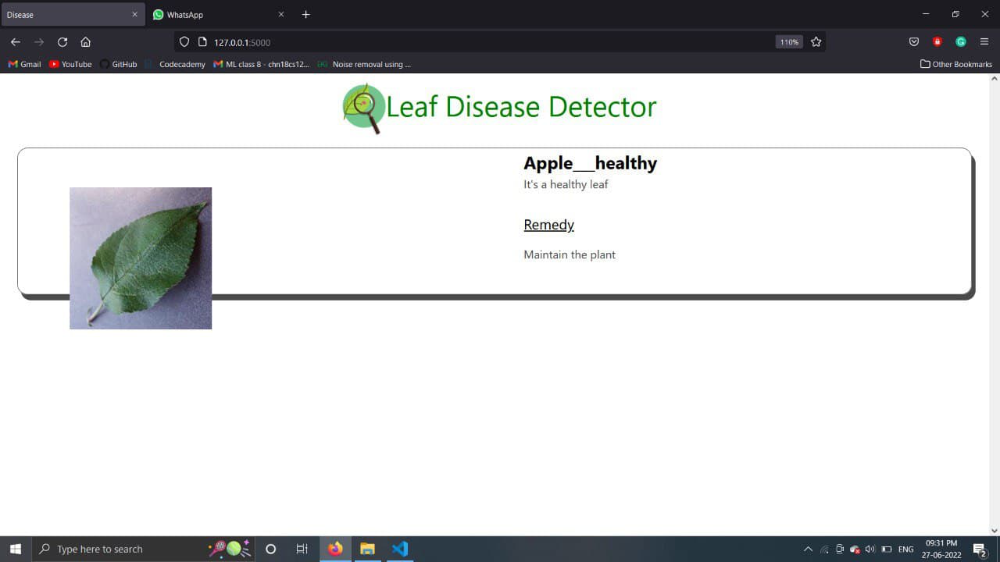 Disease
WhatsApp
127.0.0.1:5000
110%
Gmail
YouTube
GitHub
Codecademy
ML class 8 - chn18cs12...
Noise removal using ...
Other Bookmarks
Leaf Disease Detector
Apple___healthy
It's a healthy leaf
Remedy
Maintain the plant
Type here to search
ENG
09:31 PM
27-06-2022
2